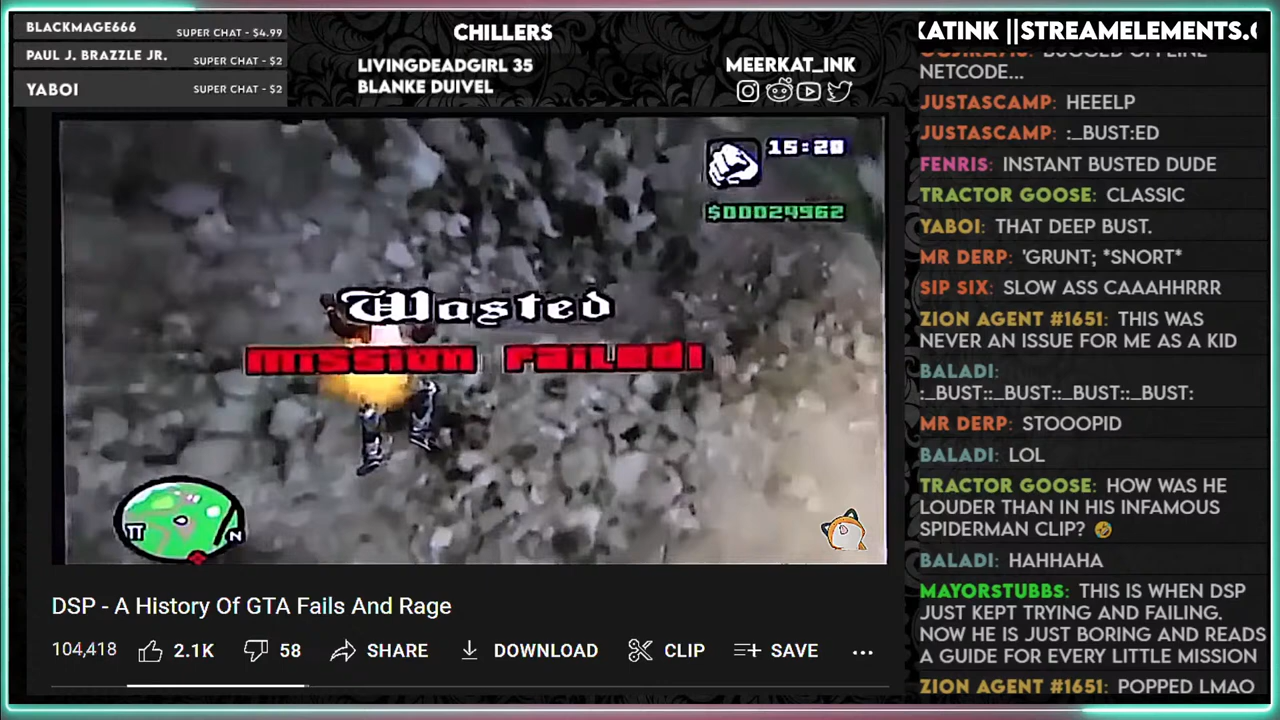 BLACKMAGE666 SUPER CHAT - $4.99
PAUL J. BRAZZLE JR. SUPER CHAT - $2
YABOI SUPER CHAT - $2
CHILLERS
LIVINGDEADGIRL 35
BLANKE DUIVEL
MEERKAT_INK
15:20
$00024962
Wasted
mission failed!
N
DSP - A History Of GTA Fails And Rage
104,418 2.1K 58 SHARE DOWNLOAD CLIP SAVE ...
KATINK ||STREAMELEMENTS.C
NETCODE...
JUSTASCAMP: HEEELP
JUSTASCAMP: :_BUST:ED
FENRIS: INSTANT BUSTED DUDE
TRACTOR GOOSE: CLASSIC
YABOI: THAT DEEP BUST.
MR DERP: 'GRUNT; *SNORT*
SIP SIX: SLOW ASS CAAAHHRRR
ZION AGENT #1651: THIS WAS
NEVER AN ISSUE FOR ME AS A KID
BALADI:
:_BUST::_BUST::_BUST::_BUST:
MR DERP: STOOOPID
BALADI: LOL
TRACTOR GOOSE: HOW WAS HE
LOUDER THAN IN HIS INFAMOUS
SPIDERMAN CLIP? 🤣
BALADI: HAHHAHA
MAYORSTUBBS: THIS IS WHEN DSP
JUST KEPT TRYING AND FAILING.
NOW HE IS JUST BORING AND READS
A GUIDE FOR EVERY LITTLE MISSION
ZION AGENT #1651: POPPED LMAO